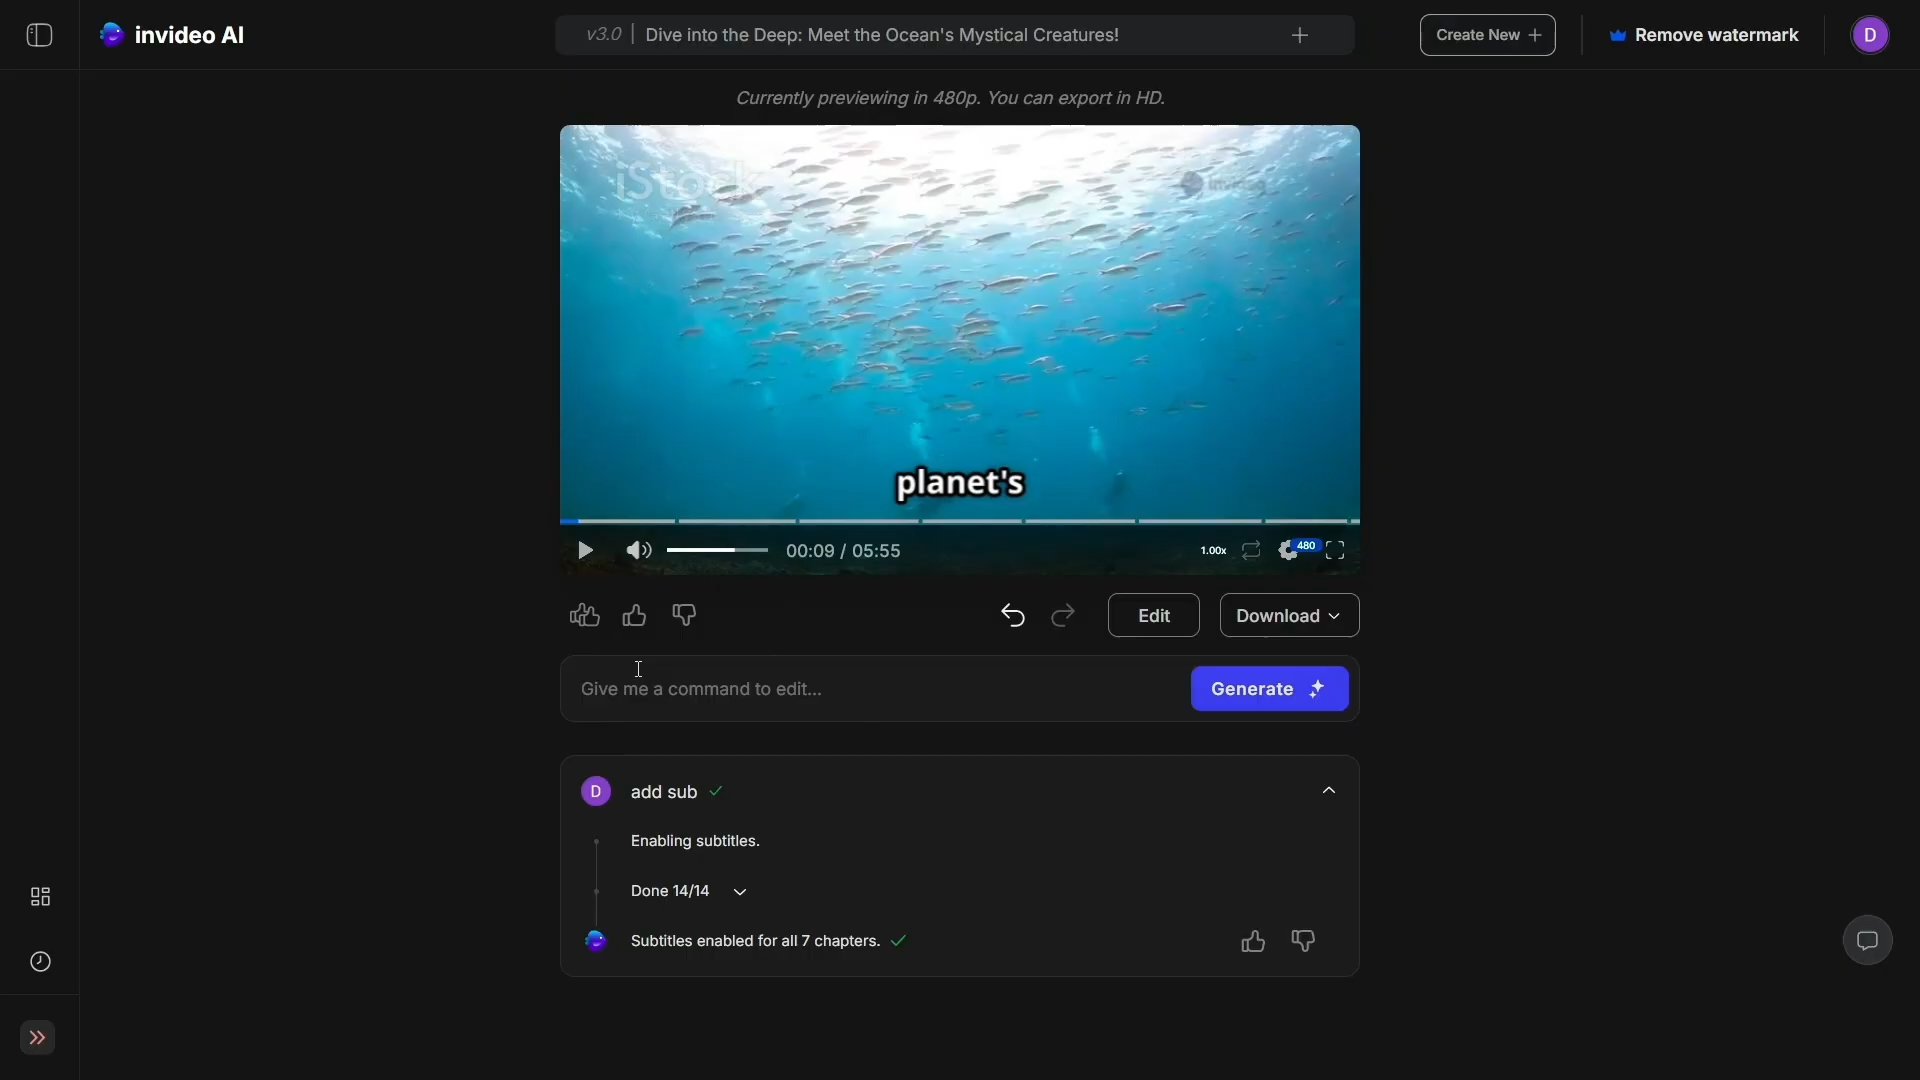 invideo AI
v3.0 | Dive into the Deep: Meet the Ocean's Mystical Creatures!
Create New
Remove watermark
D
Currently previewing in 480p. You can export in HD.
iStock
invideo
planet's
00:09 / 05:55
1.00x
480
Edit
Download
Give me a command to edit...
Generate
D
add sub
Enabling subtitles.
Done 14/14
Subtitles enabled for all 7 chapters.